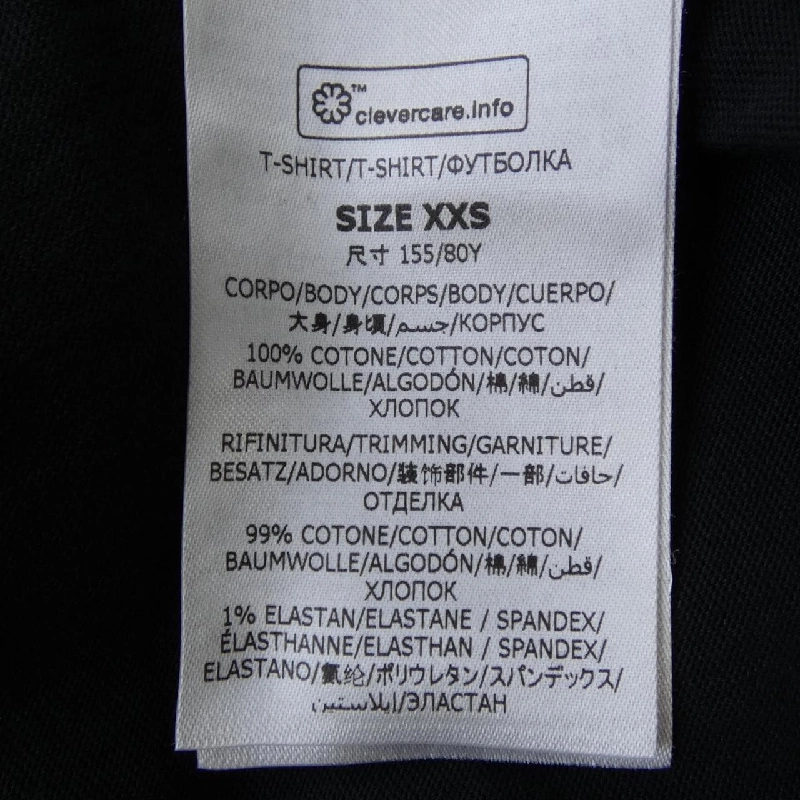 ™
clevercare.info
T-SHIRT/T-SHIRT/ФУТБОЛКА
SIZE XXS
尺寸 155/80Y
CORPO/BODY/CORPS/BODY/CUERPO/
大身/身頃/جسم/КОРПУС
100% COTONE/COTTON/COTON/
BAUMWOLLE/ALGODÓN/棉/綿/قطن/
ХЛОПОК
RIFINITURA/TRIMMING/GARNITURE/
BESATZ/ADORNO/装饰部件/一部/حافات/
ОТДЕЛКА
99% COTONE/COTTON/COTON/
BAUMWOLLE/ALGODÓN/棉/綿/قطن/
ХЛОПОК
1% ELASTAN/ELASTANE / SPANDEX/
ÉLASTHANNE/ELASTHAN / SPANDEX/
ELASTANO/氨纶/ポリウレタン/スパンデックス/
إيلاستين/ЭЛАСТАН